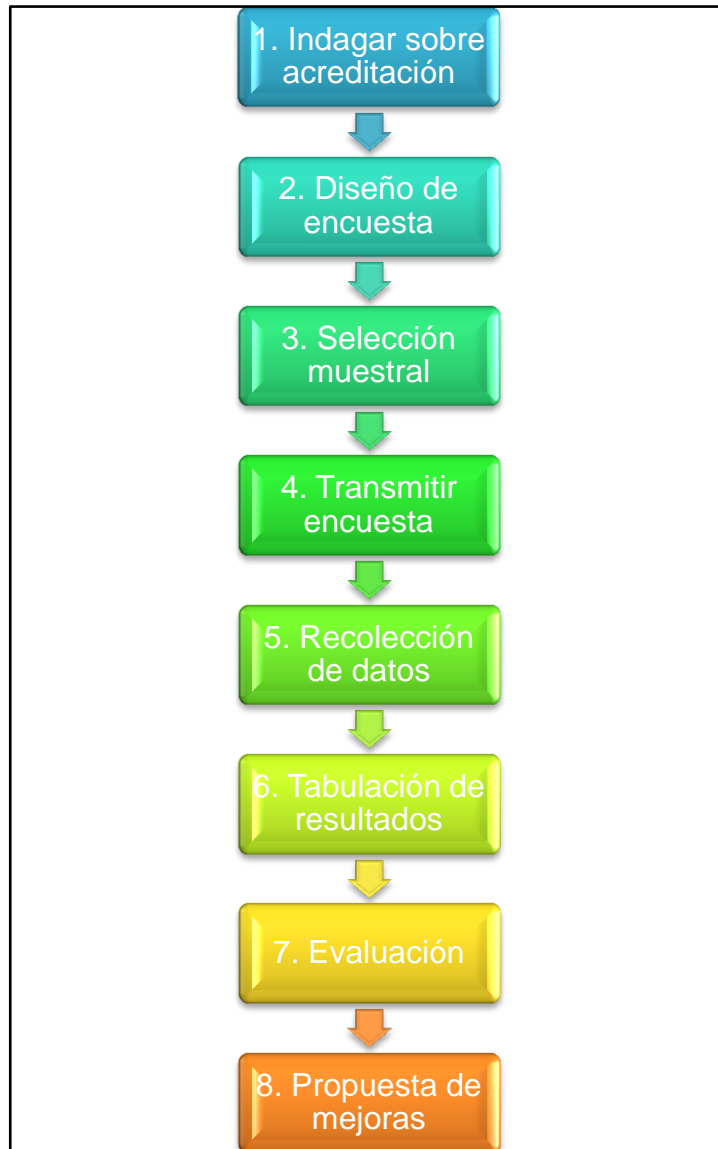 1. Indagar sobre
acreditación
2. Diseño de
encuesta
3. Selección
muestral
4. Transmitir
encuesta
5. Recolección
de datos
6. Tabulación de
resultados
7. Evaluación
8. Propuesta de
mejoras